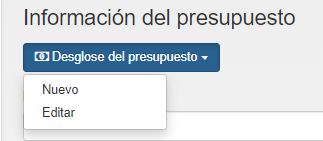 Información del presupuesto
Desglose del presupuesto
Nuevo
Editar